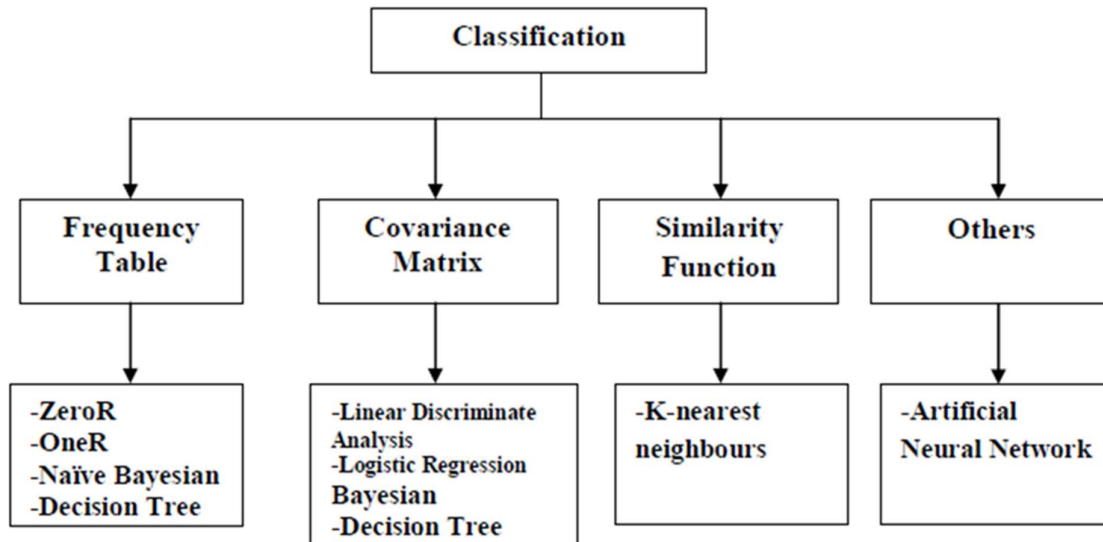 Classification
Frequency
Table
Covariance
Matrix
Similarity
Function
Others
-ZeroR
-OneR
-Naïve Bayesian
-Decision Tree
-Linear Discriminate
Analysis
-Logistic Regression
Bayesian
-Decision Tree
-K-nearest
neighbours
-Artificial
Neural Network